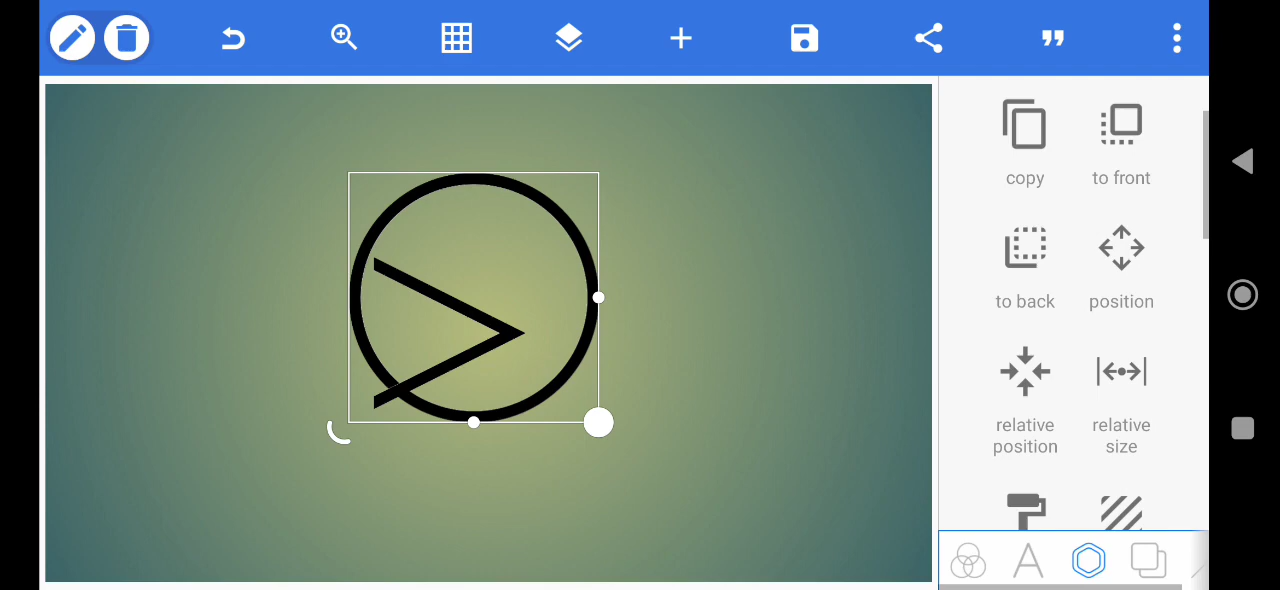 copy
to front
to back
position
relative position
relative size